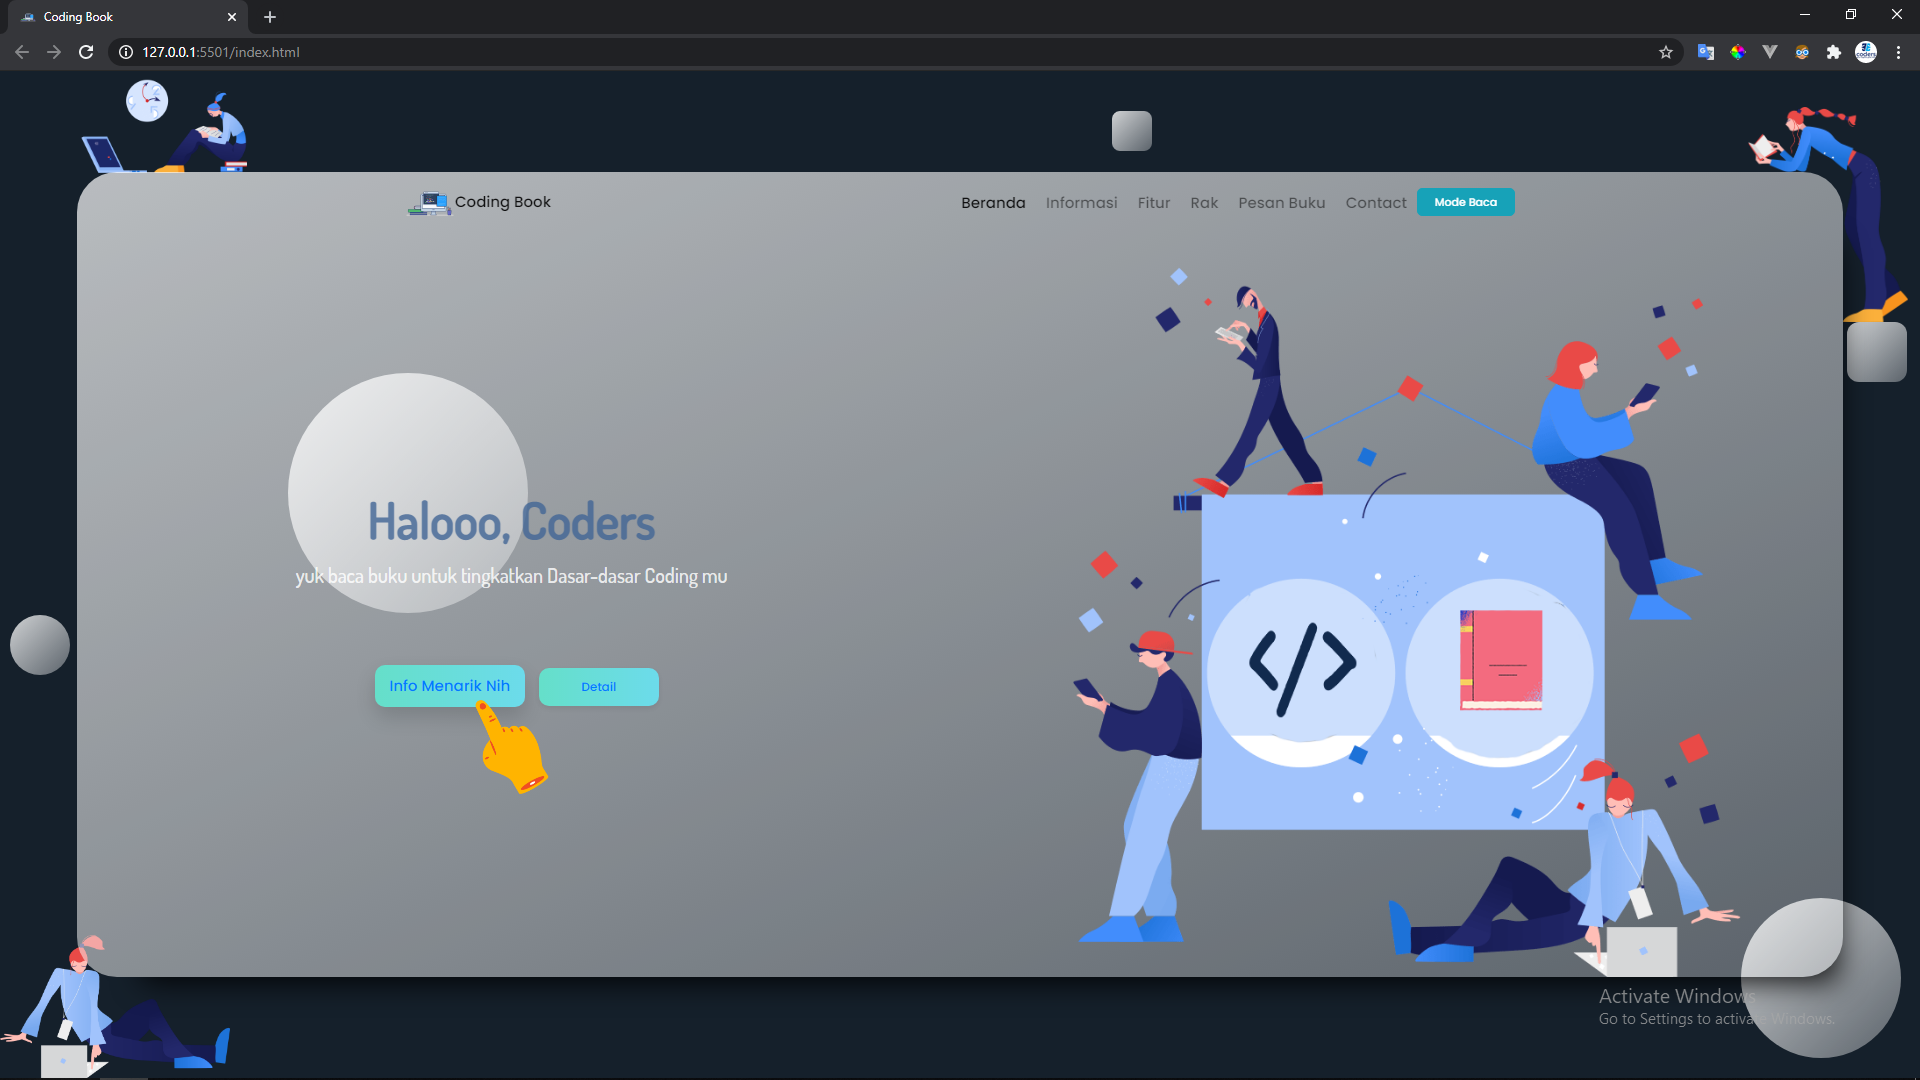 Coding Book
127.0.0.1:5501/index.html
Coding Book
Beranda Informasi Fitur Rak Pesan Buku Contact Mode Baca
Halooo, Coders
yuk baca buku untuk tingkatkan Dasar-dasar Coding mu
Info Menarik Nih Detail
</>
Activate Windows
Go to Settings to activate Windows.